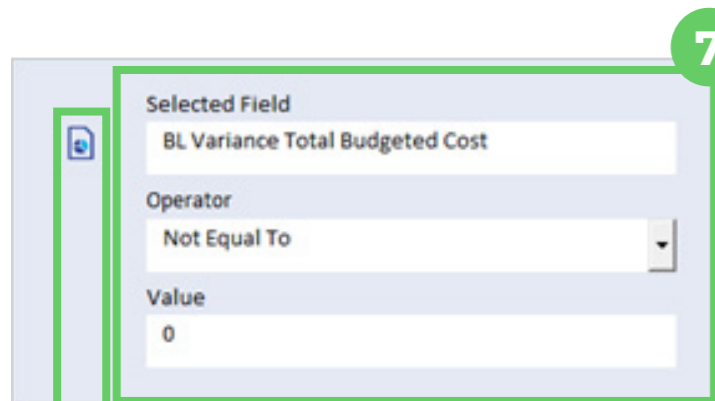 7
Selected Field
BL Variance Total Budgeted Cost
Operator
Not Equal To
Value
0